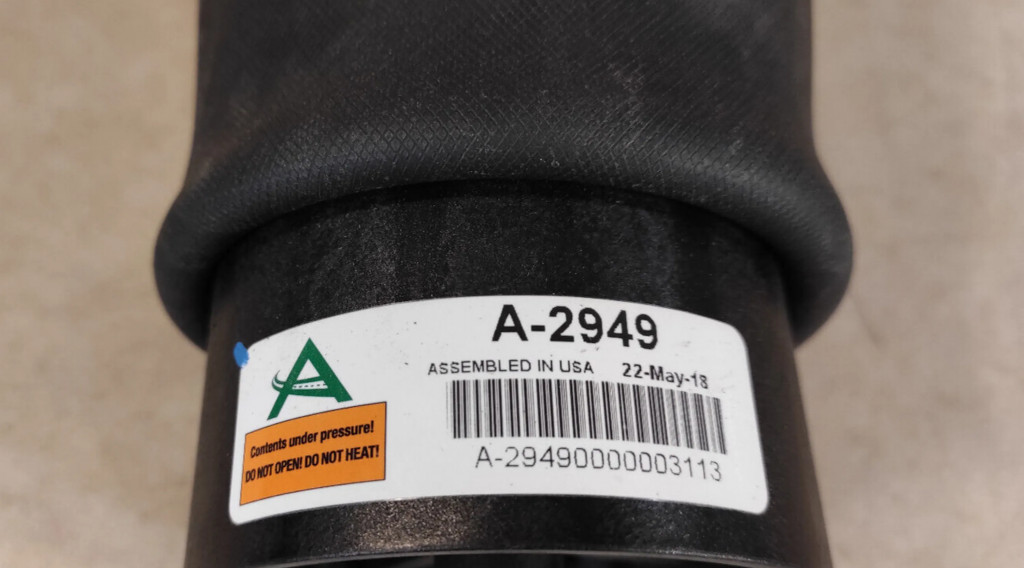 A-2949
ASSEMBLED IN USA 22-May-18
A-29490000003113
Contents under pressure!
DO NOT OPEN! DO NOT HEAT!